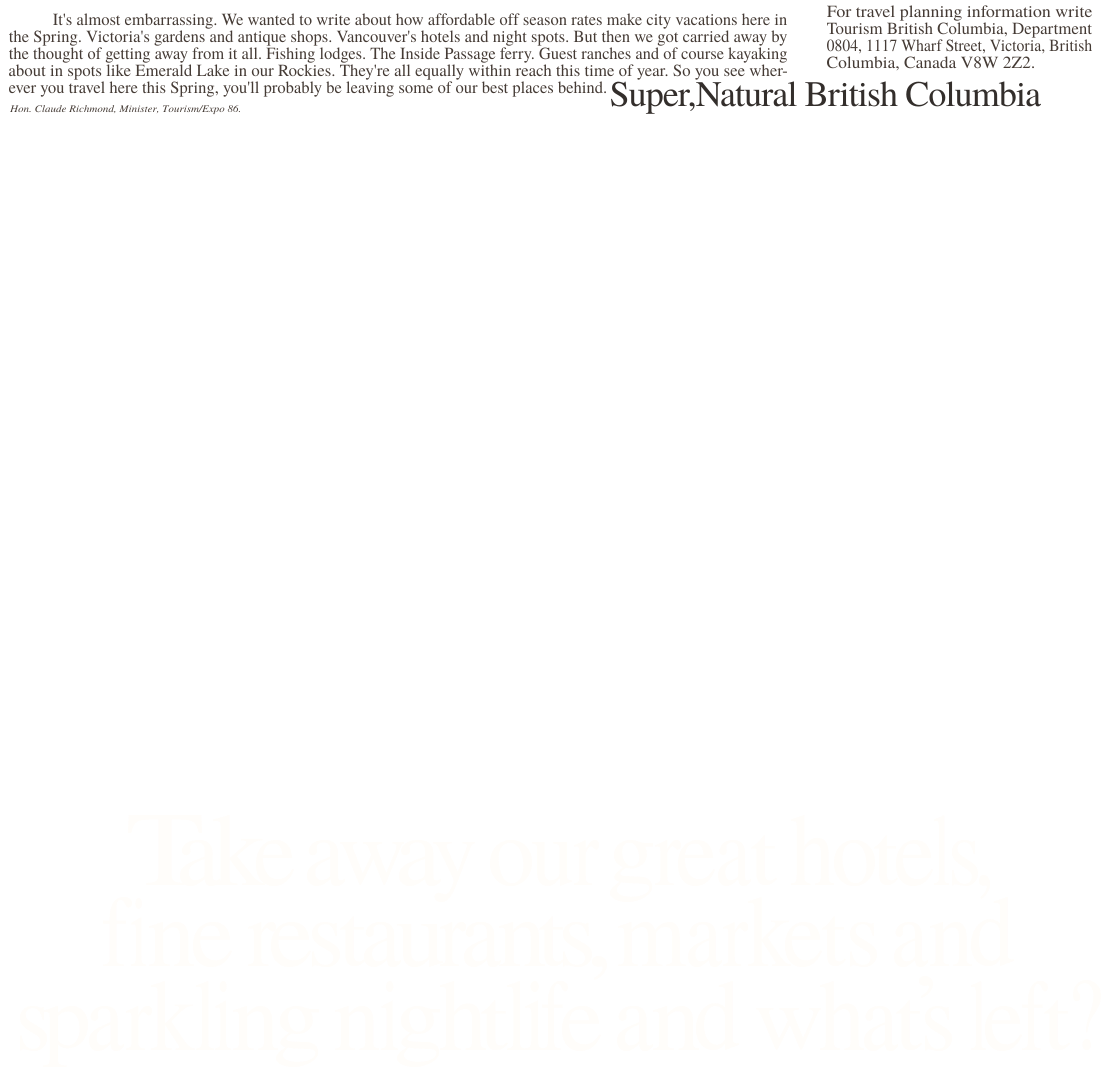 It's almost embarrassing. We wanted to write about how affordable off season rates make city vacations here in
the Spring. Victoria's gardens and antique shops. Vancouver's hotels and night spots. But then we got carried away by
the thought of getting away from it all. Fishing lodges. The Inside Passage ferry. Guest ranches and of course kayaking
about in spots like Emerald Lake in our Rockies. They're all equally within reach this time of year. So you see wher-
ever you travel here this Spring, you'll probably be leaving some of our best places behind.
Hon. Claude Richmond, Minister, Tourism/Expo 86.
For travel planning information write
Tourism British Columbia, Department
0804, 1117 Wharf Street, Victoria, British
Columbia, Canada V8W 2Z2.
Super,Natural British Columbia
Take away our great hotels,
fine restaurants, markets and
sparkling nightlife and what's left?